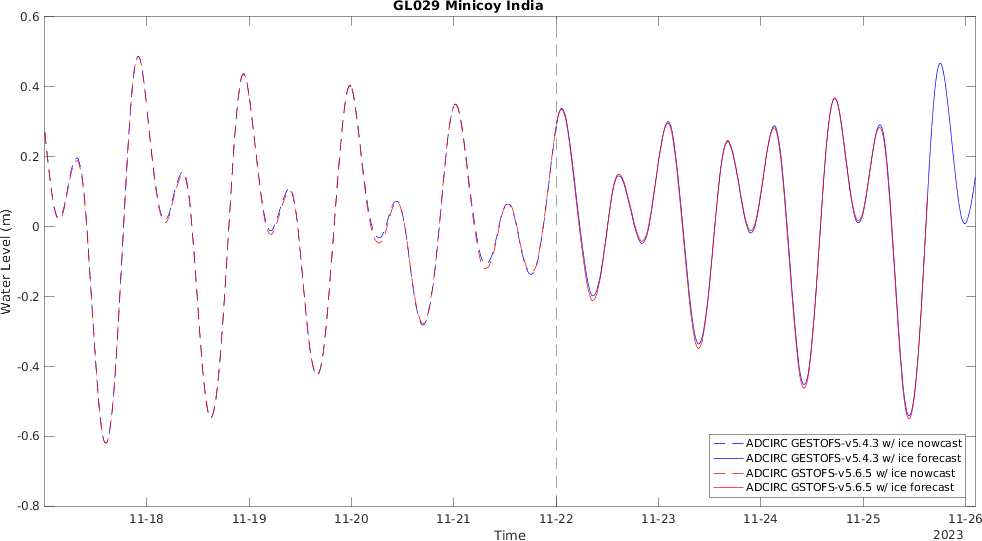 GL029 Minicoy India
Water Level (m)
0.6
0.4
0.2
0
-0.2
-0.4
-0.6
-0.8
ADCIRC GESTOFS-v5.4.3 w/ ice nowcast
ADCIRC GESTOFS-v5.4.3 w/ ice forecast
ADCIRC GSTOFS-v5.6.5 w/ ice nowcast
ADCIRC GSTOFS-v5.6.5 w/ ice forecast
11-18 11-19 11-20 11-21 11-22 11-23 11-24 11-25 11-26
Time
2023